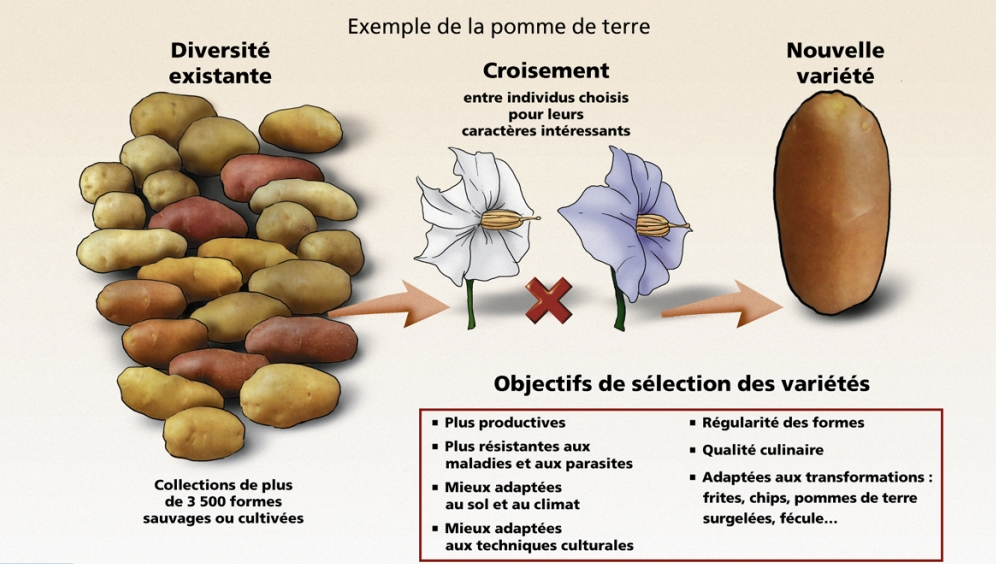 Exemple de la pomme de terre
Diversité
existante
Croisement
entre individus choisis
pour leurs
caractères intéressants
Nouvelle
variété
Collections de plus
de 3 500 formes
sauvages ou cultivées
Objectifs de sélection des variétés
▪ Plus productives
▪ Plus résistantes aux
maladies et aux parasites
▪ Mieux adaptées
au sol et au climat
▪ Mieux adaptées
aux techniques culturales
▪ Régularité des formes
▪ Qualité culinaire
▪ Adaptées aux transformations :
frites, chips, pommes de terre
surgelées, fécule...